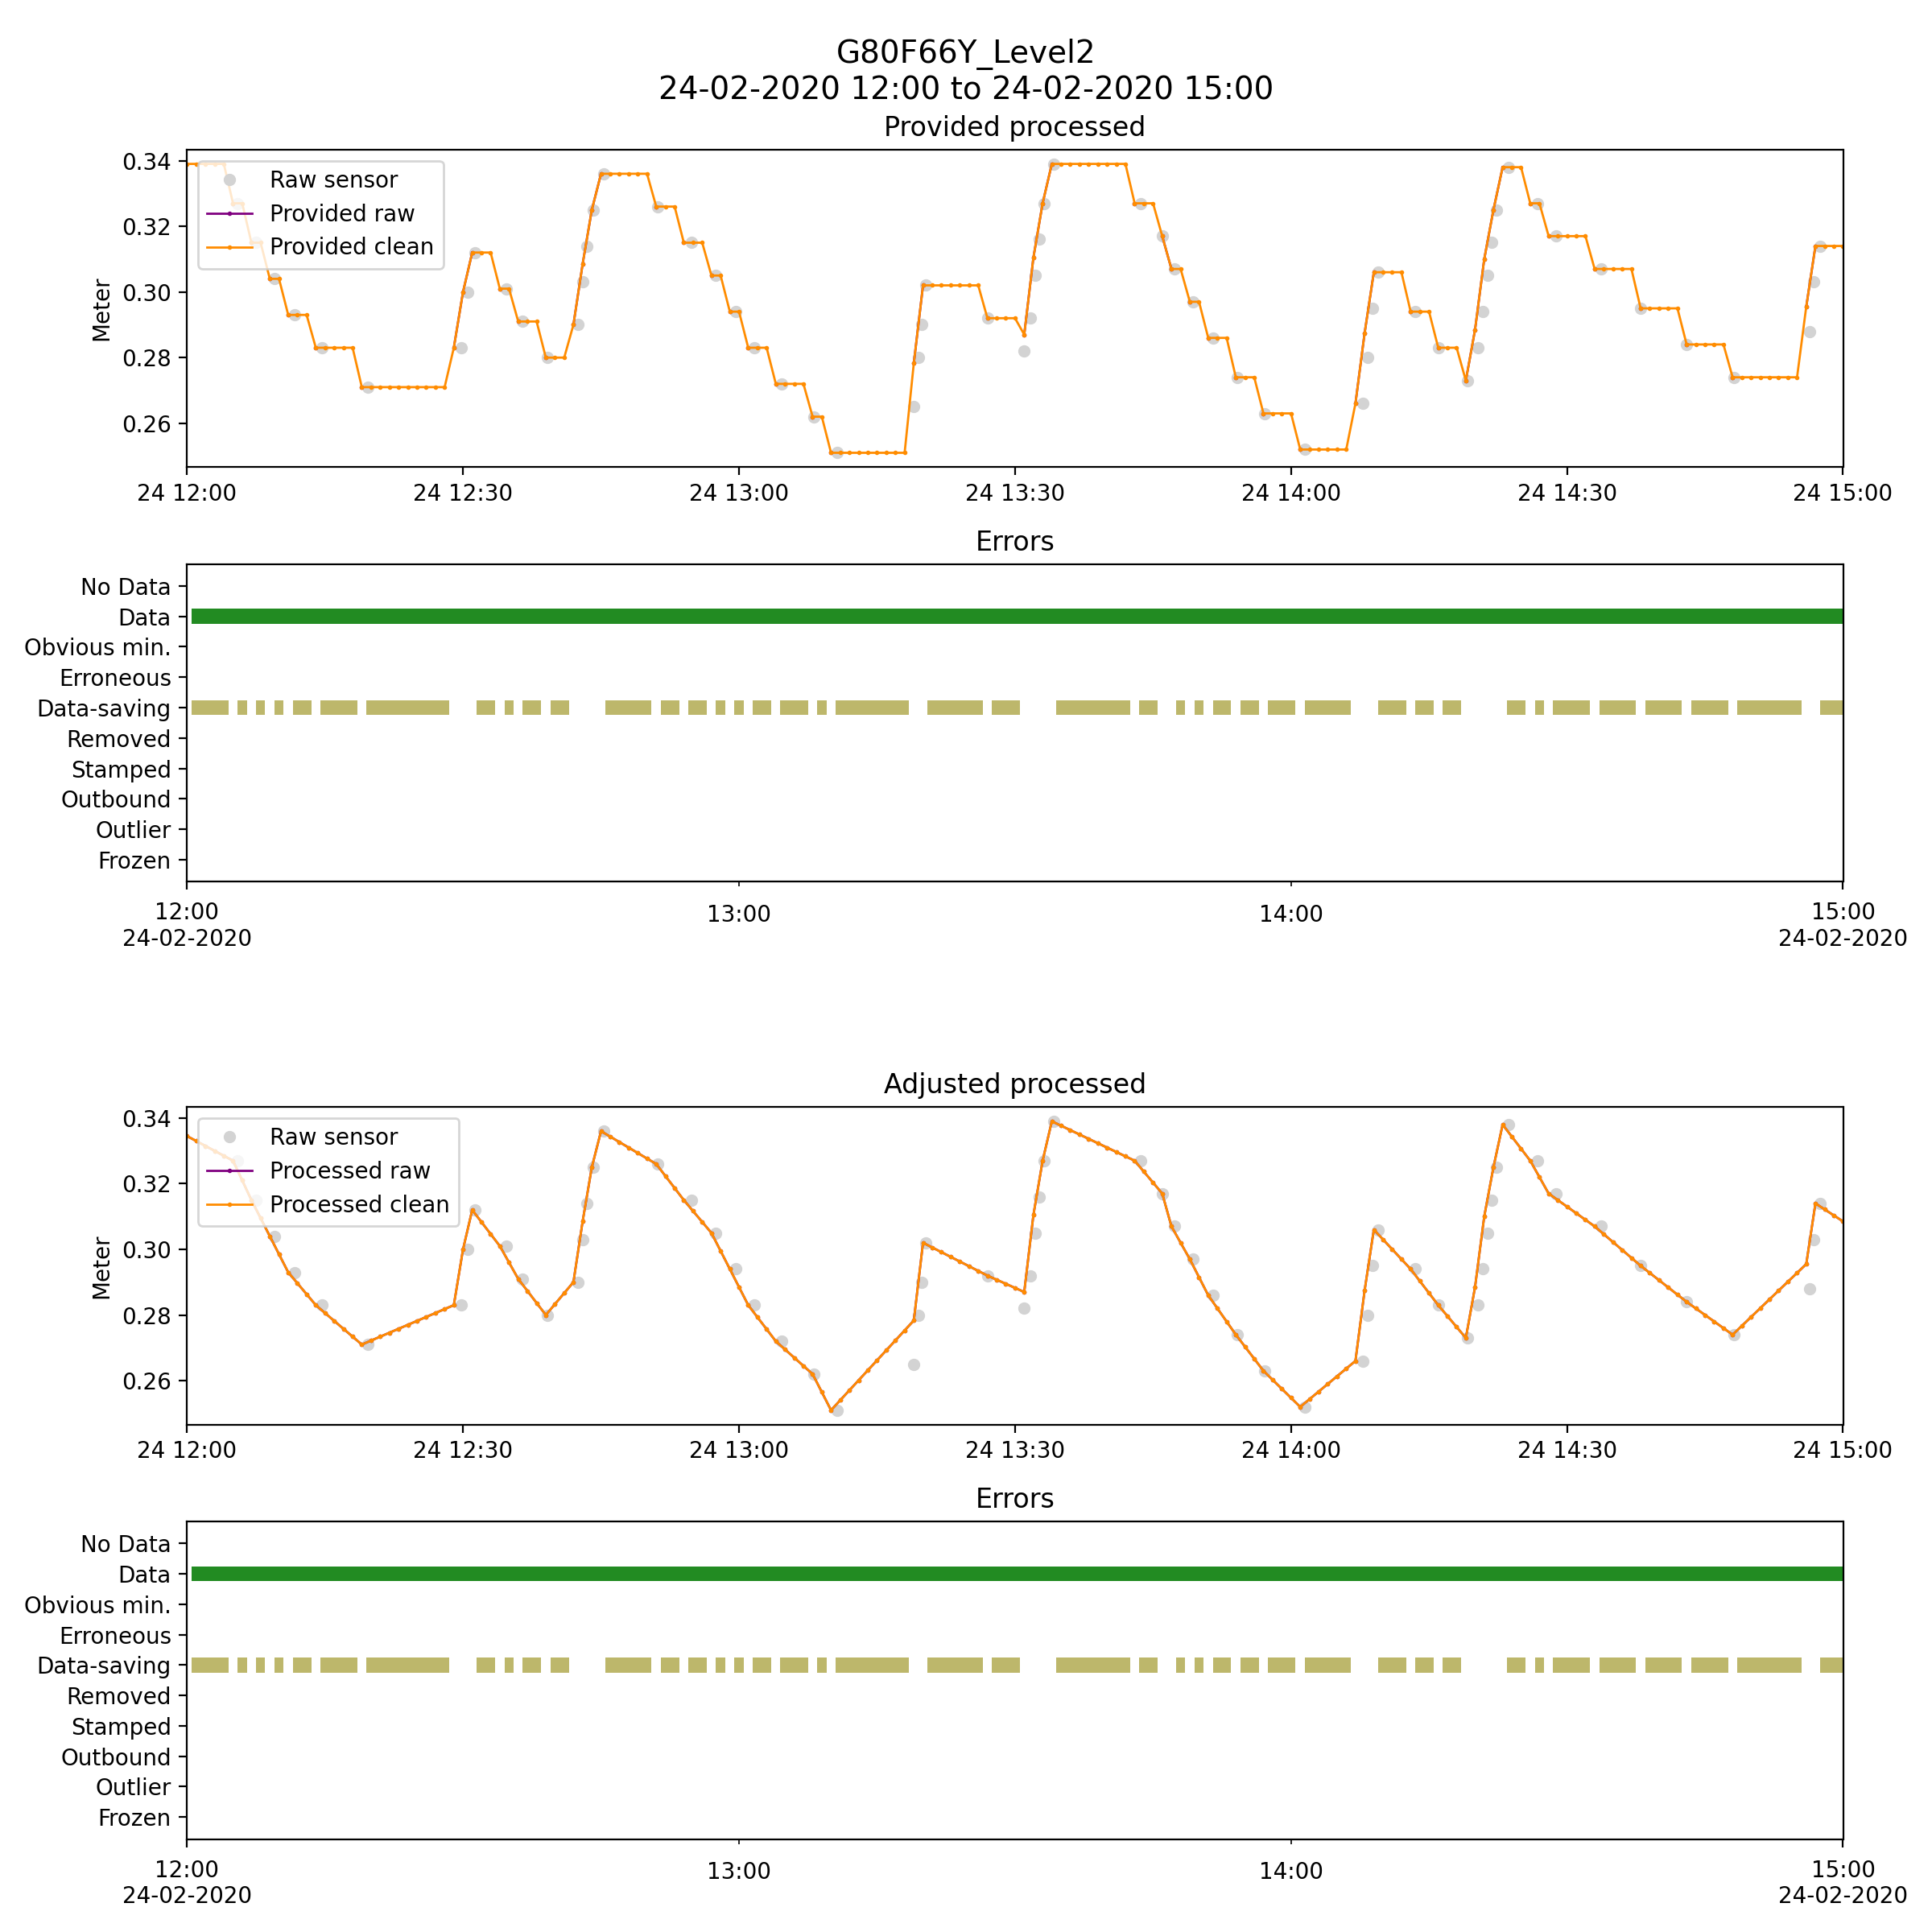 G80F66Y_Level2
24-02-2020 12:00 to 24-02-2020 15:00
Provided processed
Meter
0.34
0.32
0.30
0.28
0.26
Raw sensor
Provided raw
Provided clean
24 12:00 24 12:30 24 13:00 24 13:30 24 14:00 24 14:30 24 15:00
Errors
No Data
Data
Obvious min.
Erroneous
Data-saving
Removed
Stamped
Outbound
Outlier
Frozen
12:00 13:00 14:00 15:00
24-02-2020 24-02-2020
Adjusted processed
Meter
0.34
0.32
0.30
0.28
0.26
Raw sensor
Processed raw
Processed clean
24 12:00 24 12:30 24 13:00 24 13:30 24 14:00 24 14:30 24 15:00
Errors
No Data
Data
Obvious min.
Erroneous
Data-saving
Removed
Stamped
Outbound
Outlier
Frozen
12:00 13:00 14:00 15:00
24-02-2020 24-02-2020